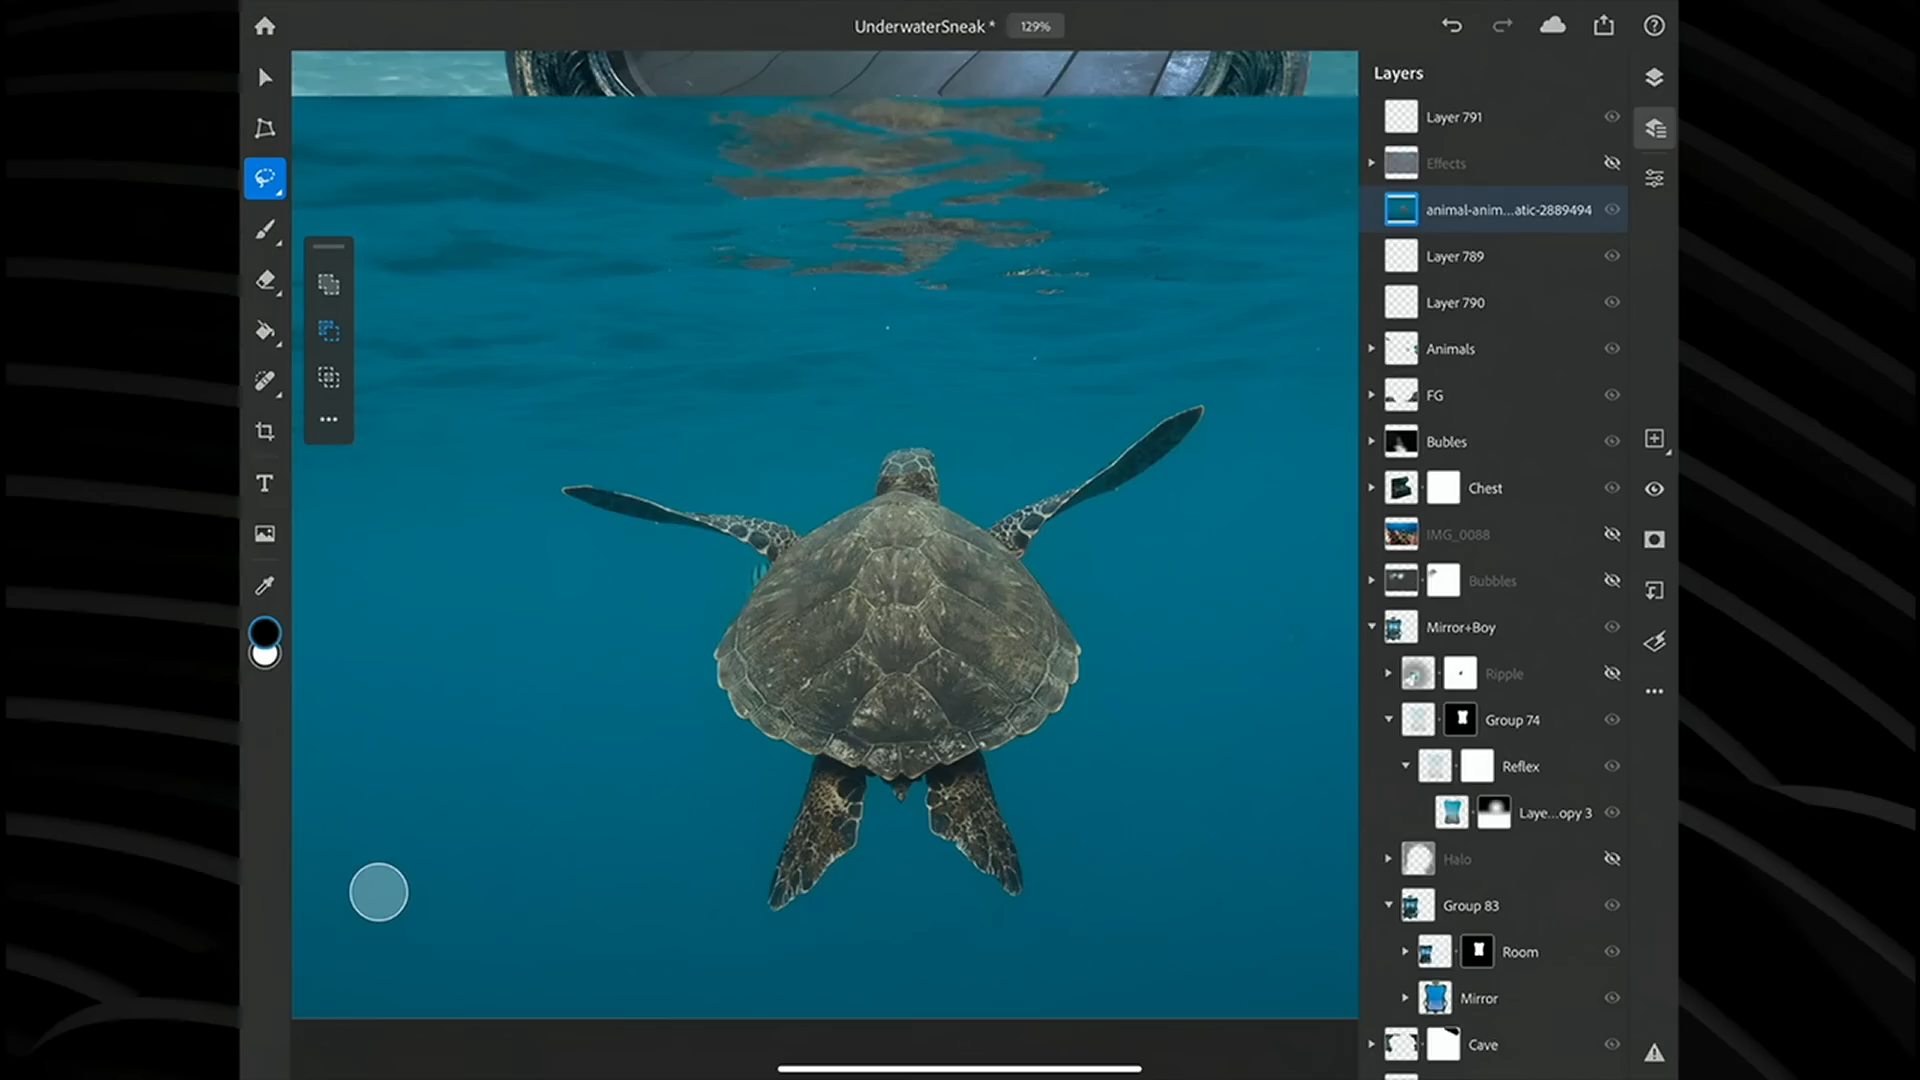 UnderwaterSneak *
129%
Layers
Layer 791
Effects
animal-anim...atic-2889494
Layer 789
Layer 790
Animals
FG
Bubles
Chest
IMG_0088
Bubbles
Mirror+Boy
Ripple
Group 74
Reflex
Laye...opy 3
Halo
Group 83
Room
Mirror
Cave